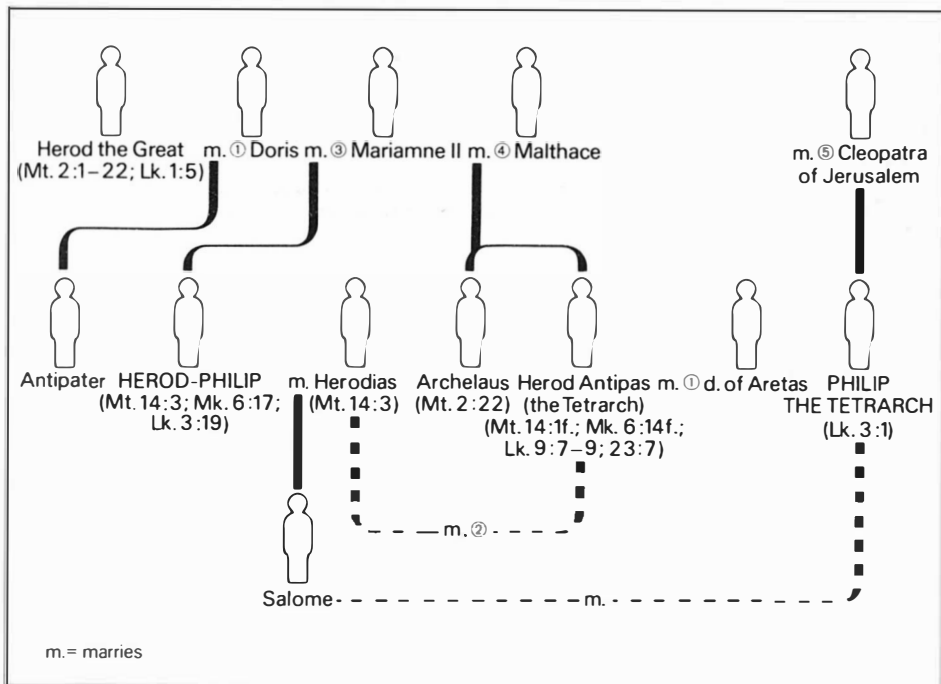 Herod the Great m. ① Doris m. ③ Mariamne II m. ④ Malthace m. ⑤ Cleopatra
(Mt. 2:1–22; Lk. 1:5) of Jerusalem
Antipater HEROD-PHILIP m. Herodias Archelaus Herod Antipas m. ① d. of Aretas PHILIP
(Mt. 14:3; Mk. 6:17; (Mt. 14:3) (Mt. 2:22) (the Tetrarch) THE TETRARCH
Lk. 3:19) (Mt. 14:1f.; Mk. 6:14f.; (Lk. 3:1)
Lk. 9:7–9; 23:7)
m. ②
Salome m.
m.= marries